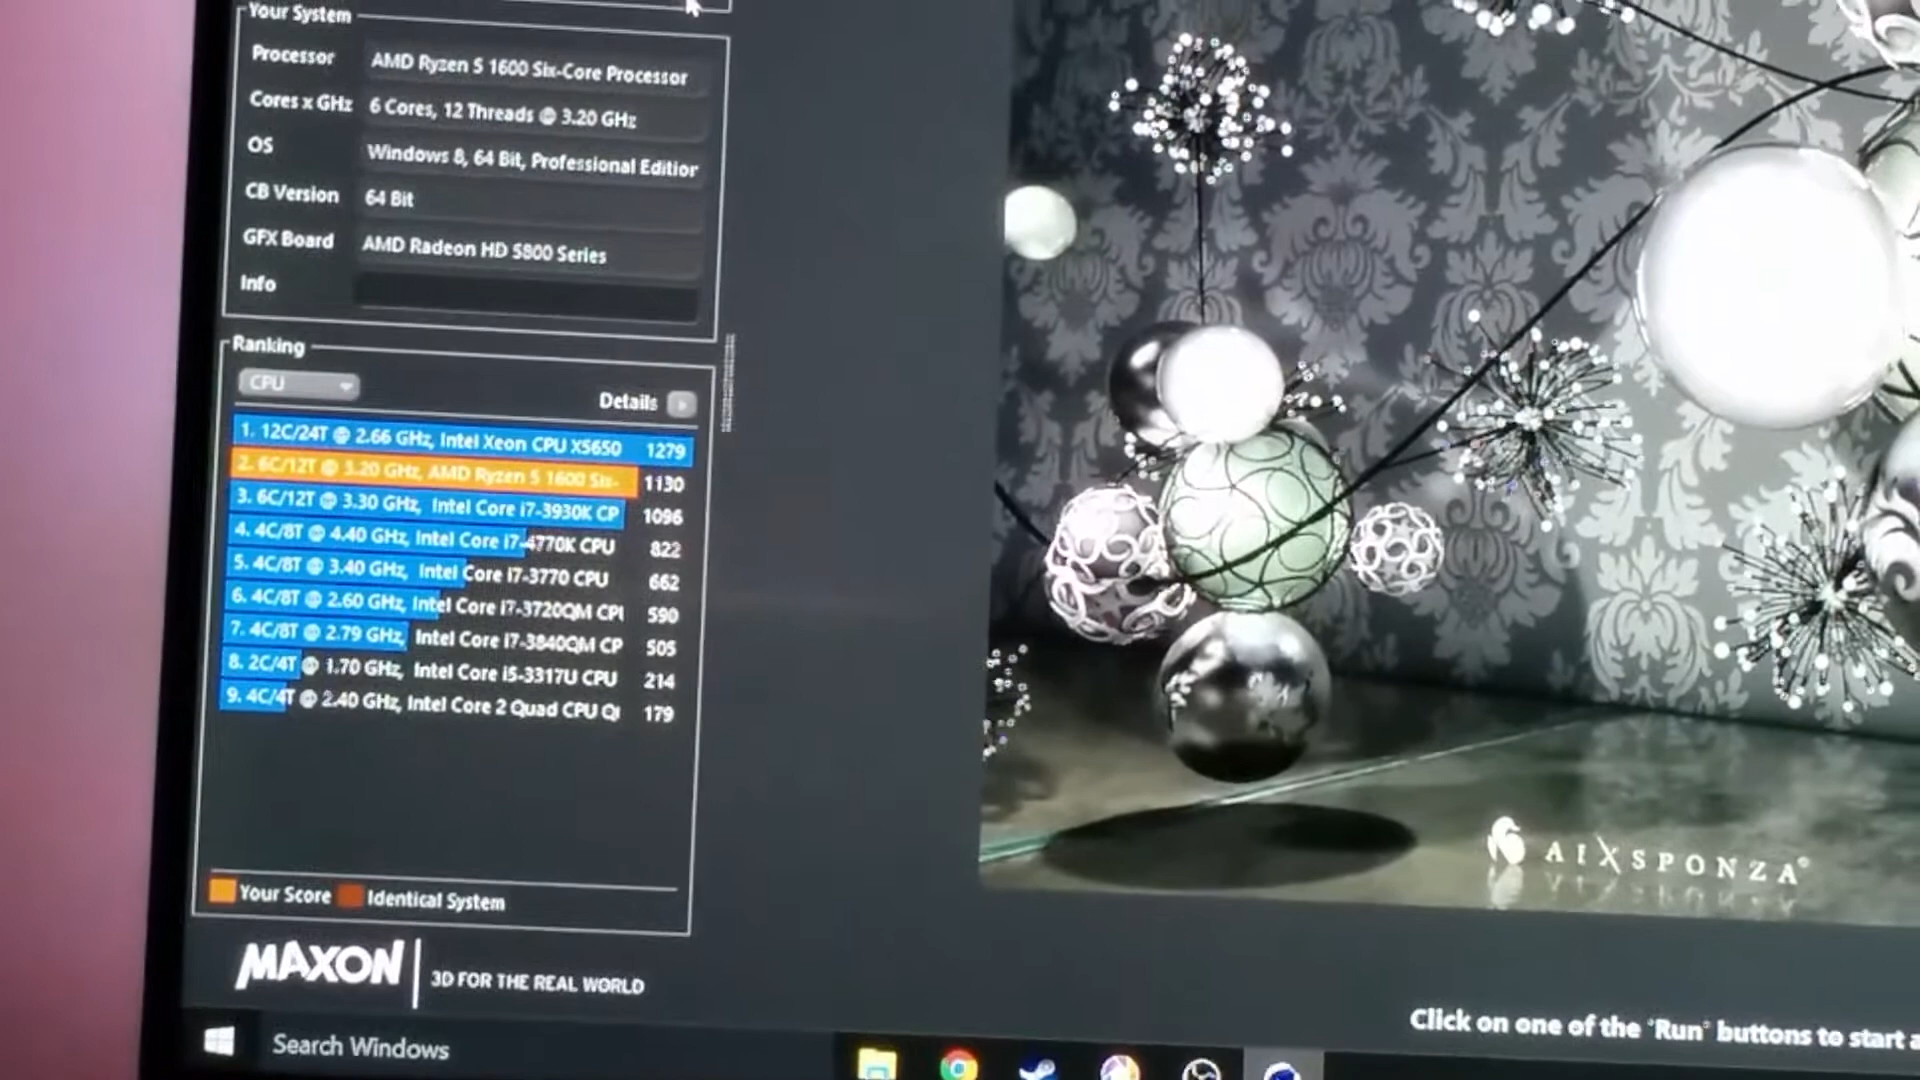 Your System
Processor AMD Ryzen 5 1600 Six-Core Processor
Cores x GHz 6 Cores, 12 Threads @ 3.20 GHz
OS Windows 8, 64 Bit, Professional Edition
CB Version 64 Bit
GFX Board AMD Radeon HD 5800 Series
Info
Ranking
CPU Details
1. 12C/24T @ 2.66 GHz, Intel Xeon CPU X5650 1279
2. 6C/12T @ 3.20 GHz, AMD Ryzen 5 1600 Six- 1130
3. 6C/12T @ 3.30 GHz, Intel Core i7-3930K CP 1096
4. 4C/8T @ 4.40 GHz, Intel Core i7-4770K CPU 822
5. 4C/8T @ 3.40 GHz, Intel Core i7-3770 CPU 662
6. 4C/8T @ 2.60 GHz, Intel Core i7-3720QM CPU 590
7. 4C/8T @ 2.79 GHz, Intel Core i7-3840QM CP 505
8. 2C/4T @ 1.70 GHz, Intel Core i5-3317U CPU 214
9. 4C/4T @ 2.40 GHz, Intel Core 2 Quad CPU 179
Your Score Identical System
MAXON 3D FOR THE REAL WORLD
AIXSPONZA®
Click on one of the 'Run' buttons to start a
Search Windows